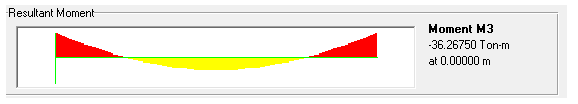 Resultant Moment
Moment M3
-36.26750 Ton-m
at 0.00000 m